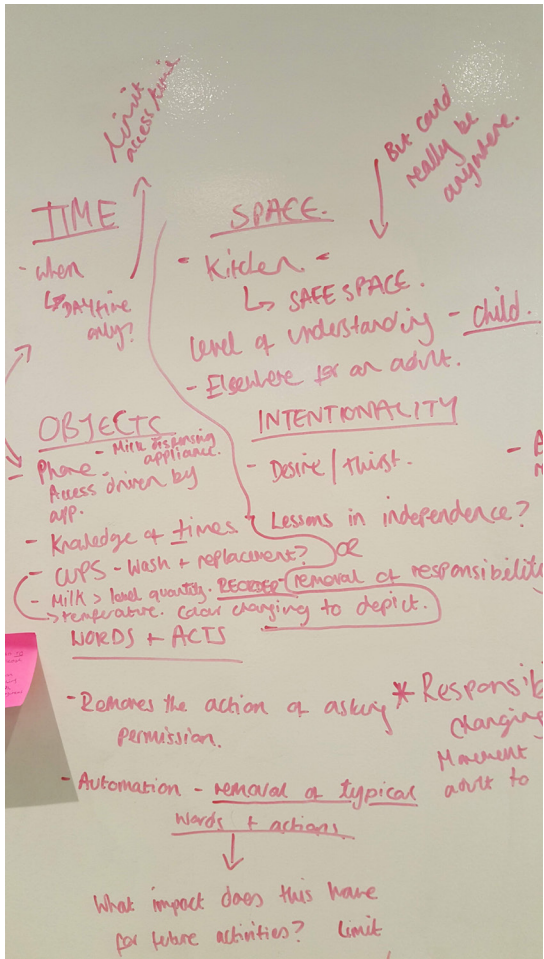 Limit
access time
But could
really be
anywhere.
TIME
- when
↳ DAYtime
only?
SPACE.
- Kitchen. -
↳ SAFE SPACE.
level of understanding - child.
- Elsewhere for an adult.
OBJECTS
- Milk dispensing
appliance.
- Phone.
Access driven by
app.
- Knowledge of times
- CUPS - Wash + replacement?
- Milk > level quantity. REORDER
> temperature. Colour changing to depict.
INTENTIONALITY
- Desire / thirst.
Lessons in independence?
OR
removal of responsibility
WORDS + ACTS
- Removes the action of asking
permission.
- Automation - removal of typical
words + actions.
What impact does this have
for future activities? Limit
* Responsib
Changing
Movement
adult to